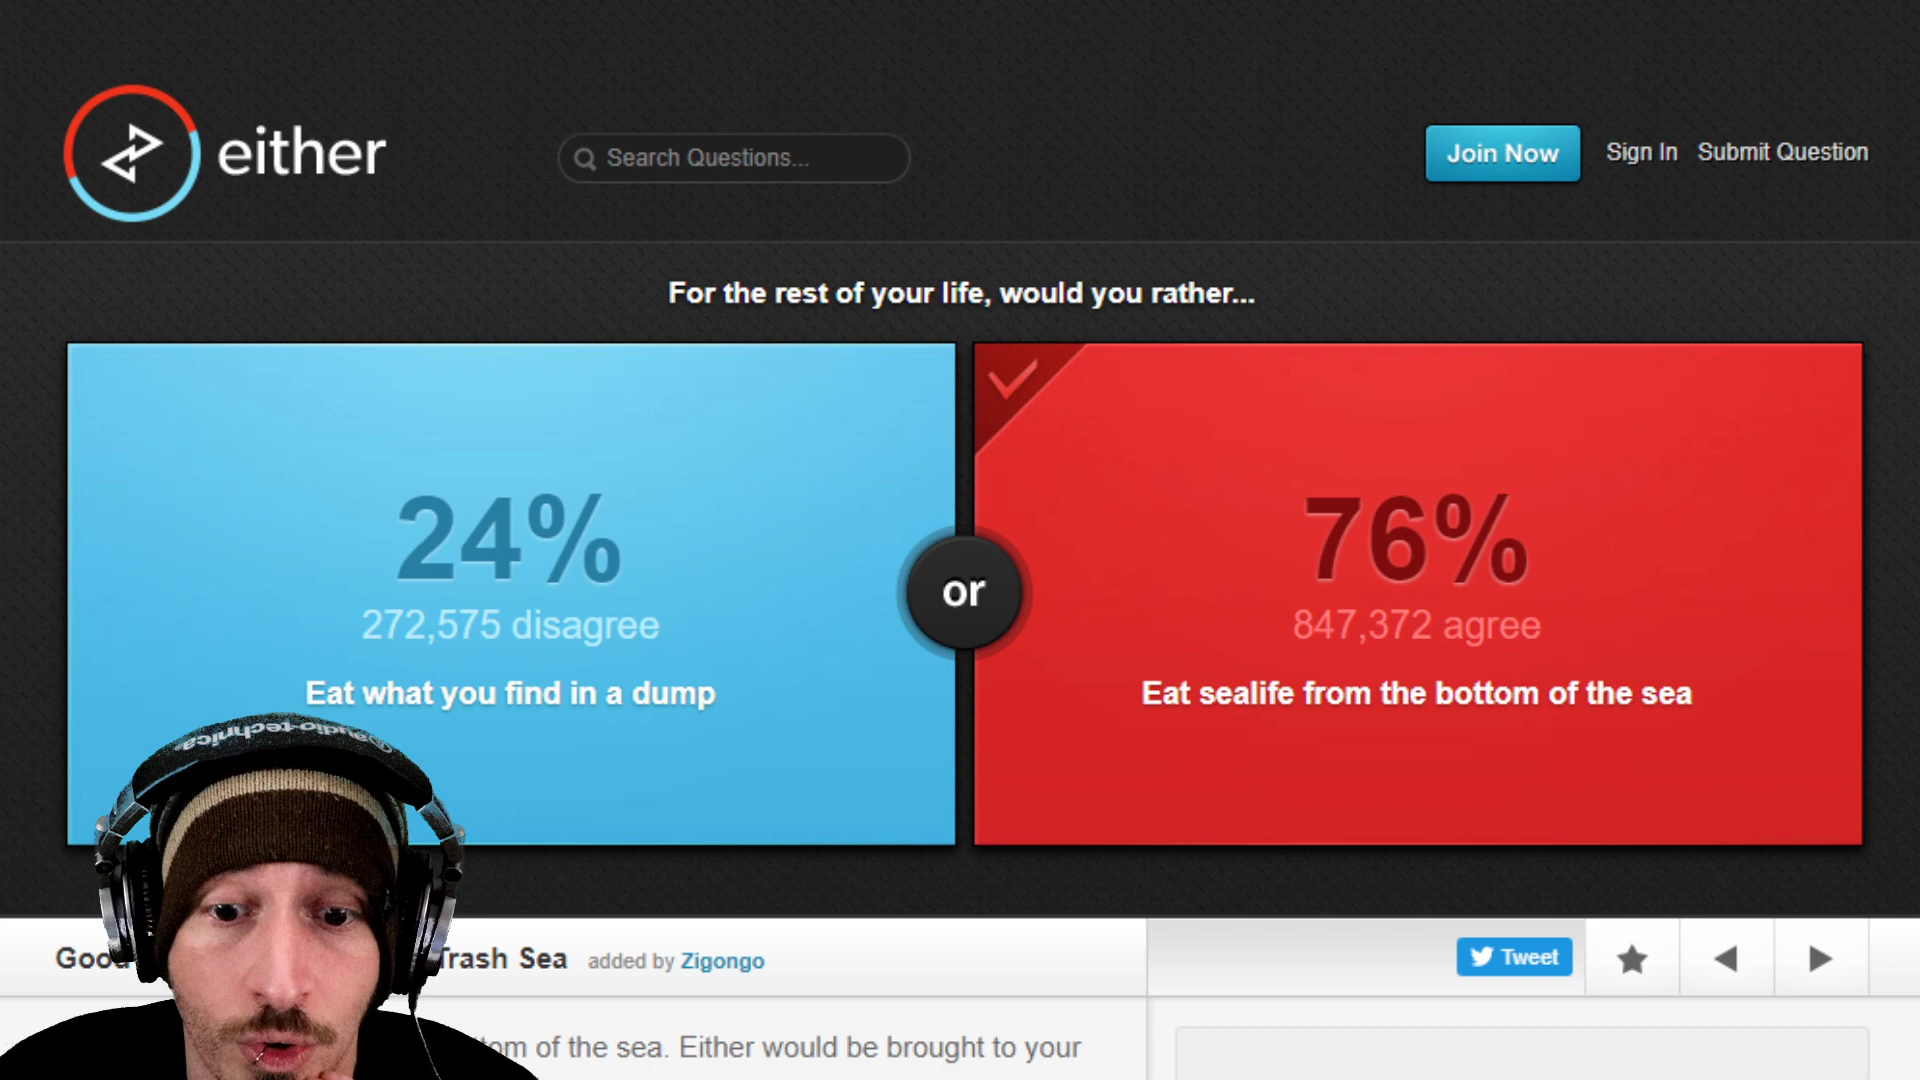 either
Search Questions...
Join Now
Sign In
Submit Question
For the rest of your life, would you rather...
24%
272,575 disagree
Eat what you find in a dump
or
76%
847,372 agree
Eat sealife from the bottom of the sea
audio-technica
Trash Sea added by Zigongo
Tweet
of the sea. Either would be brought to your